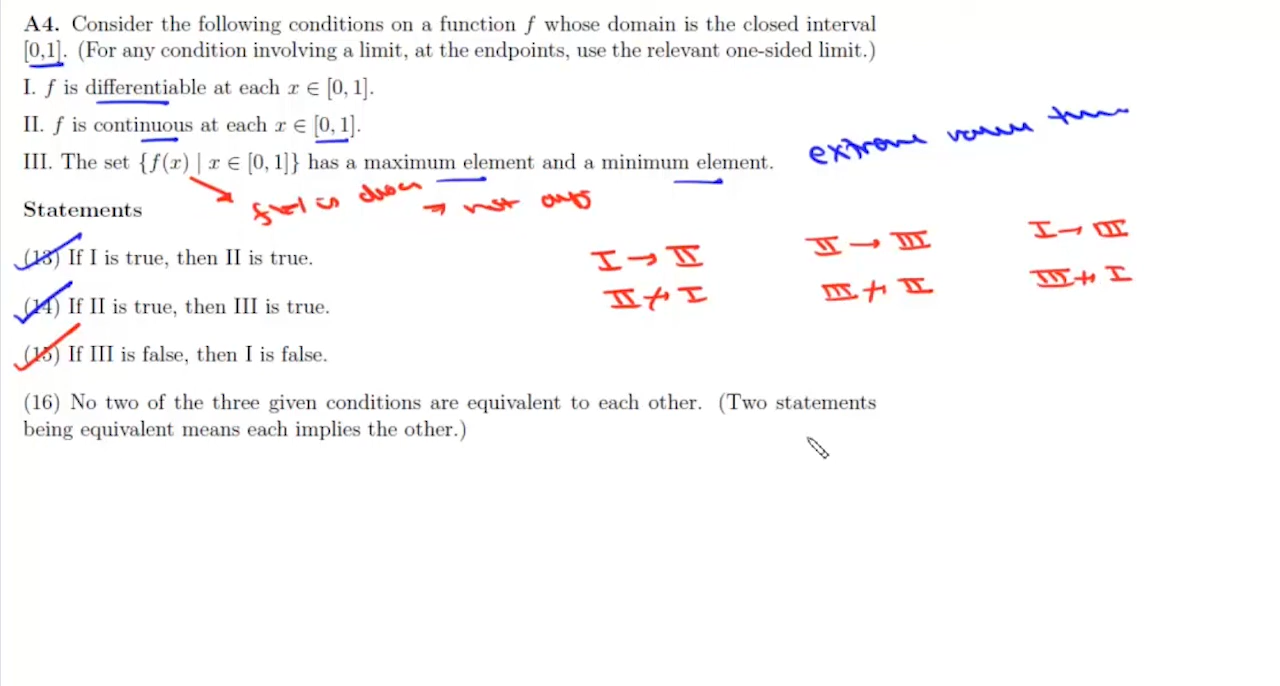 A4. Consider the following conditions on a function f whose domain is the closed interval
[0,1]. (For any condition involving a limit, at the endpoints, use the relevant one-sided limit.)
I. f is differentiable at each x ∈ [0, 1].
II. f is continuous at each x ∈ [0, 1].
extreme value
III. The set {f(x) | x ∈ [0, 1]} has a maximum element and a minimum element.
→ not
Statements
(13) If I is true, then II is true.
I → II
II → III
I → III
(14) If II is true, then III is true.
II ↛ I
III ↛ II
III ↛ I
(15) If III is false, then I is false.
(16) No two of the three given conditions are equivalent to each other. (Two statements
being equivalent means each implies the other.)